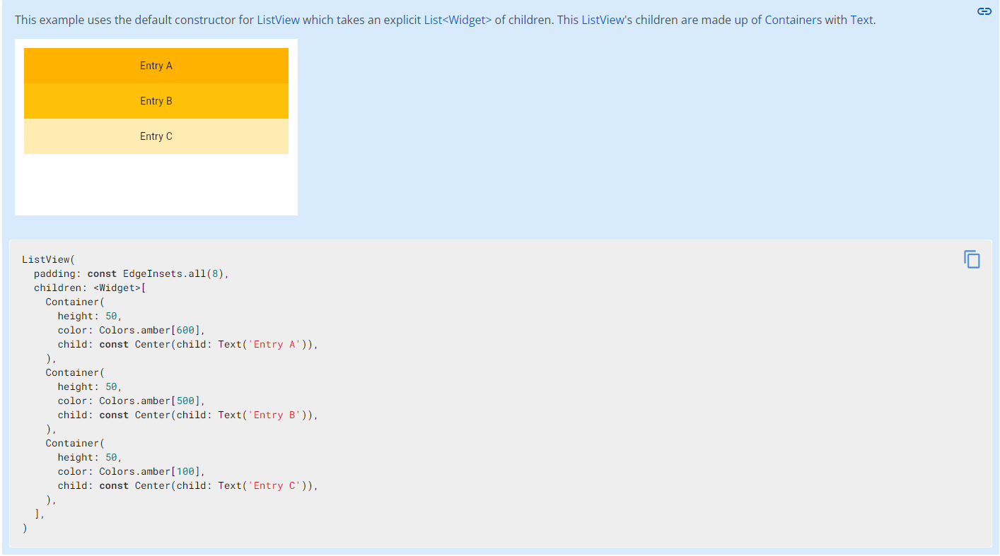 This example uses the default constructor for ListView which takes an explicit List<Widget> of children. This ListView's children are made up of Containers with Text.
Entry A
Entry B
Entry C
ListView(
  padding: const EdgeInsets.all(8),
  children: <Widget>[
    Container(
      height: 50,
      color: Colors.amber[600],
      child: const Center(child: Text('Entry A')),
    ),
    Container(
      height: 50,
      color: Colors.amber[500],
      child: const Center(child: Text('Entry B')),
    ),
    Container(
      height: 50,
      color: Colors.amber[100],
      child: const Center(child: Text('Entry C')),
    ),
  ],
)